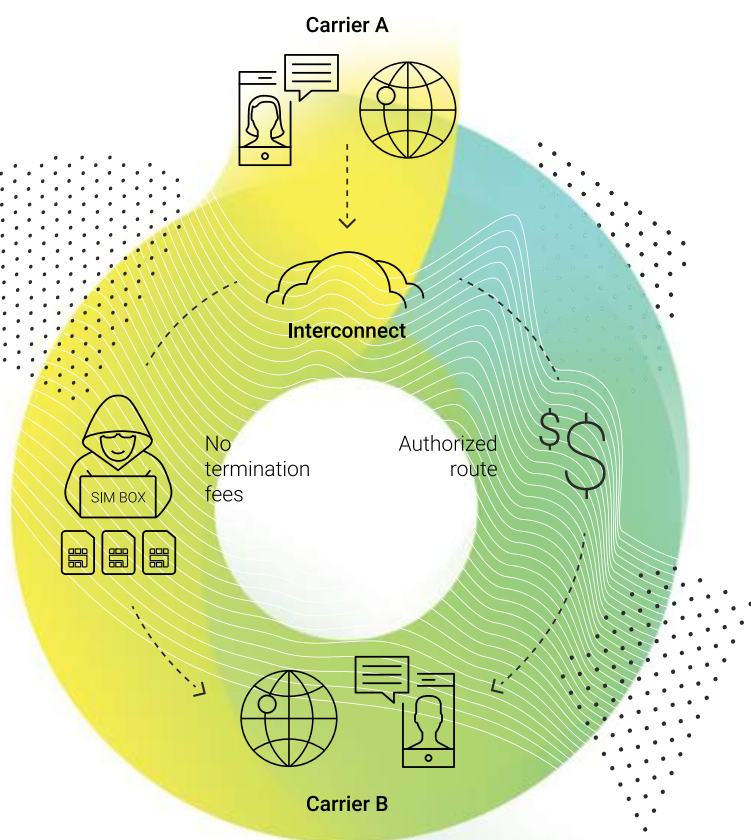 Carrier A
Interconnect
No
termination
fees
Authorized
route
$$
SIM BOX
Carrier B